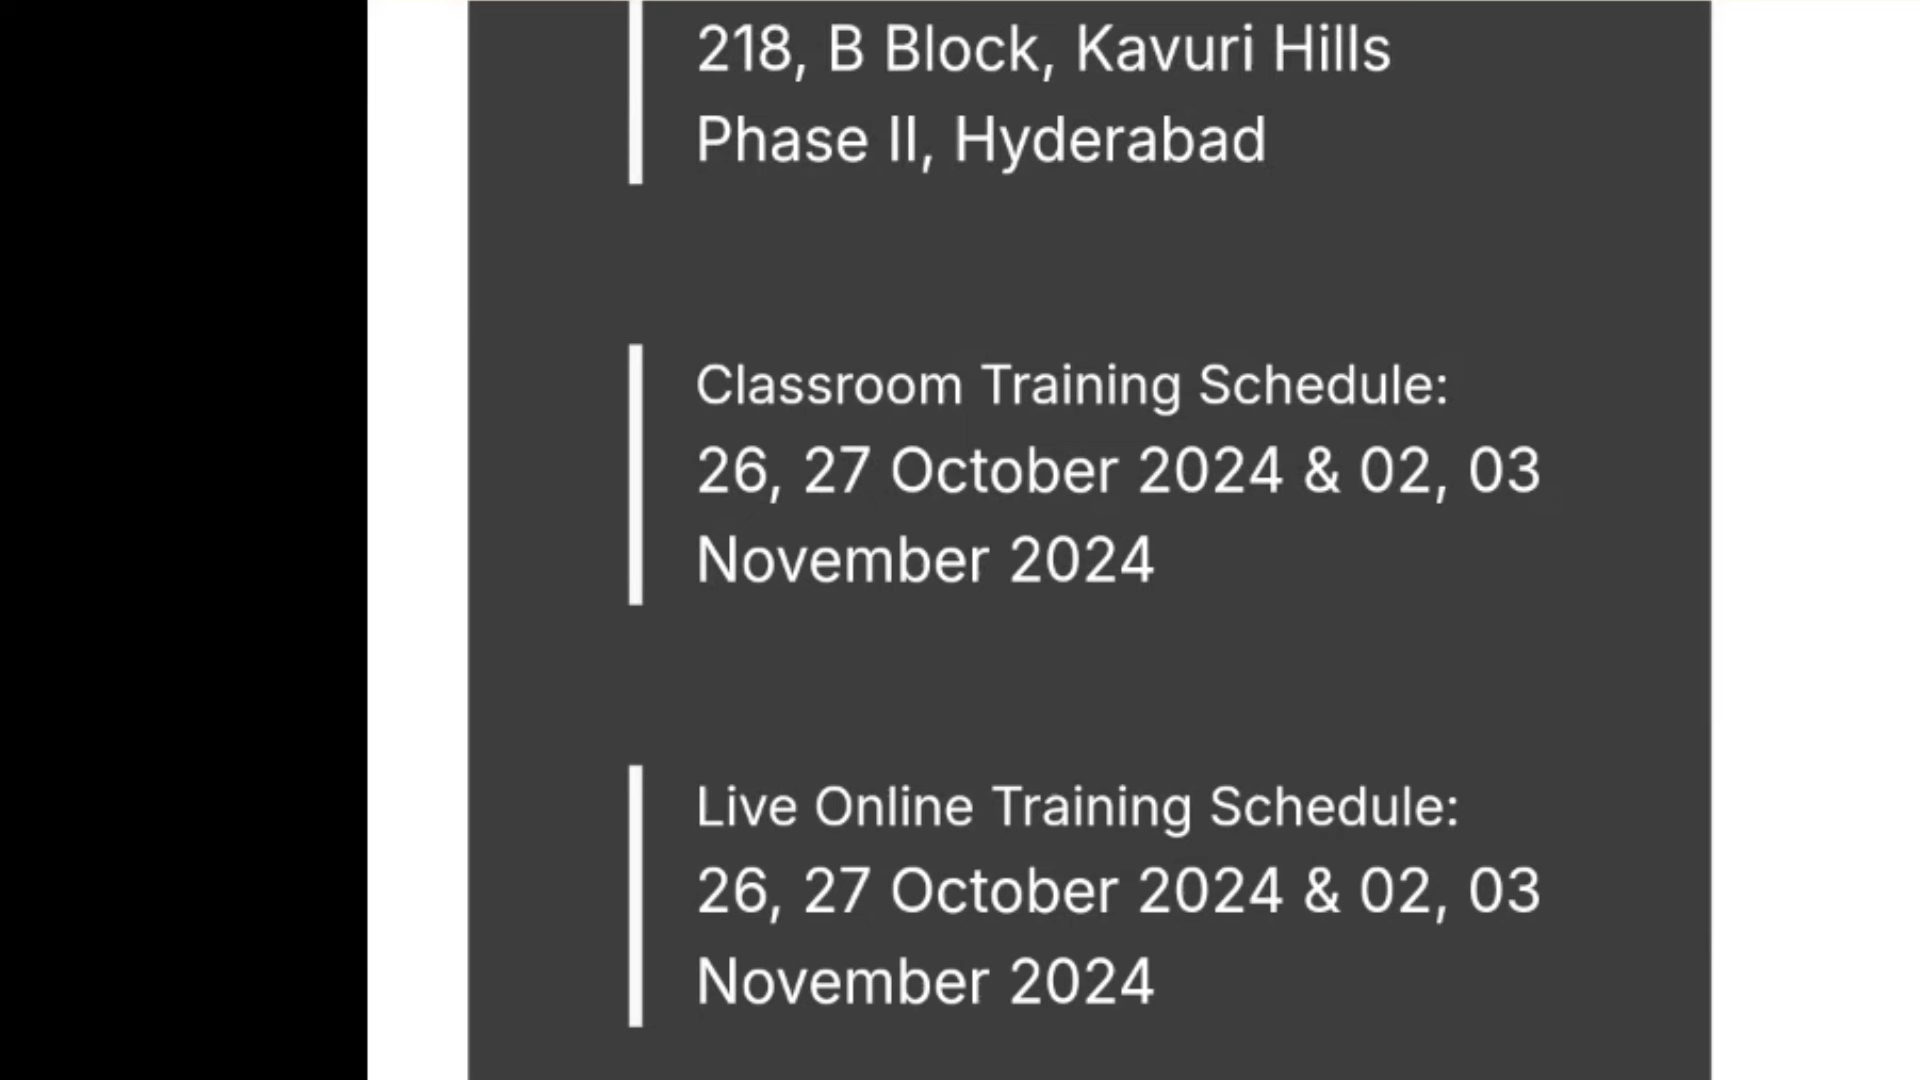 218, B Block, Kavuri Hills
Phase II, Hyderabad
Classroom Training Schedule:
26, 27 October 2024 & 02, 03
November 2024
Live Online Training Schedule:
26, 27 October 2024 & 02, 03
November 2024